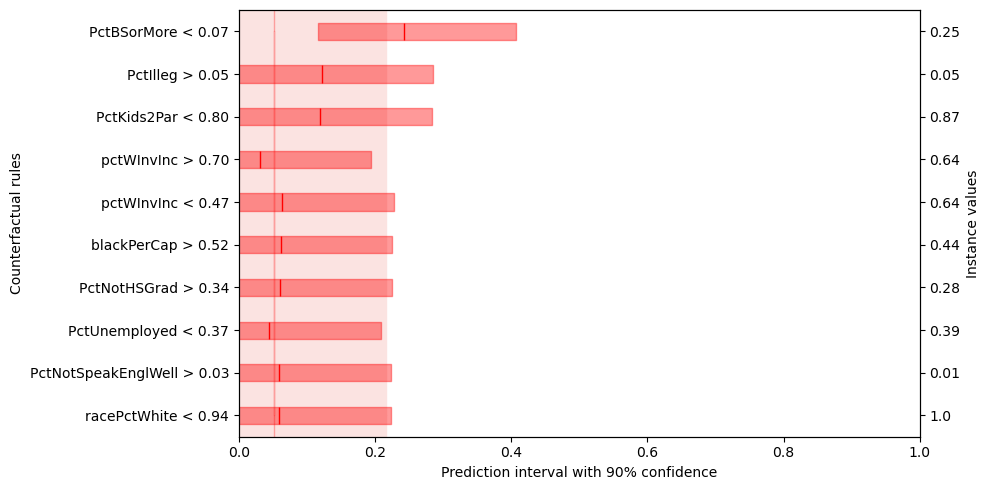 Counterfactual rules
PctBSorMore < 0.07
PctIlleg > 0.05
PctKids2Par < 0.80
pctWInvInc > 0.70
pctWInvInc < 0.47
blackPerCap > 0.52
PctNotHSGrad > 0.34
PctUnemployed < 0.37
PctNotSpeakEnglWell > 0.03
racePctWhite < 0.94
0.25
0.05
0.87
0.64
0.64
0.44
0.28
0.39
0.01
1.0
Instance values
0.0 0.2 0.4 0.6 0.8 1.0
Prediction interval with 90% confidence